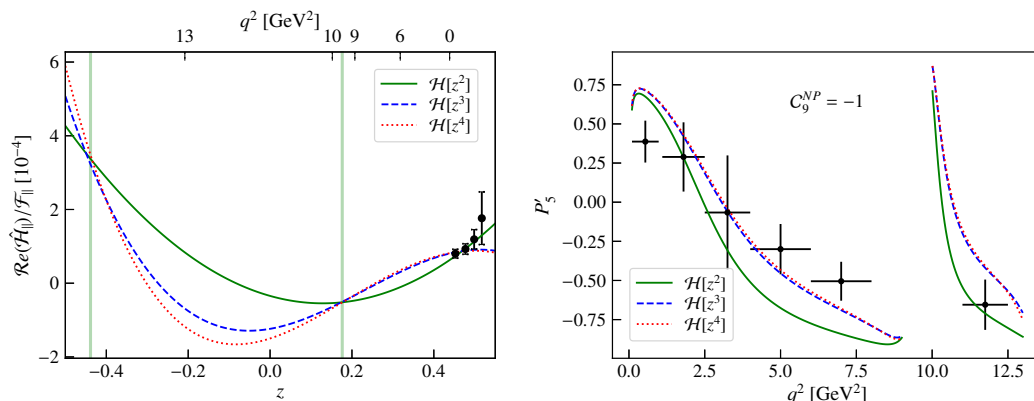 q² [GeV²]
13 10 9 6 0
6
4
2
0
−2
Re(Ĥ∥)/F∥ [10⁻⁴]
H[z²]
H[z³]
H[z⁴]
−0.4 −0.2 0.0 0.2 0.4
z
0.75
0.50
0.25
0.00
−0.25
−0.50
−0.75
P′₅
C₉ᴺᴾ = −1
H[z²]
H[z³]
H[z⁴]
0.0 2.5 5.0 7.5 10.0 12.5
q² [GeV²]